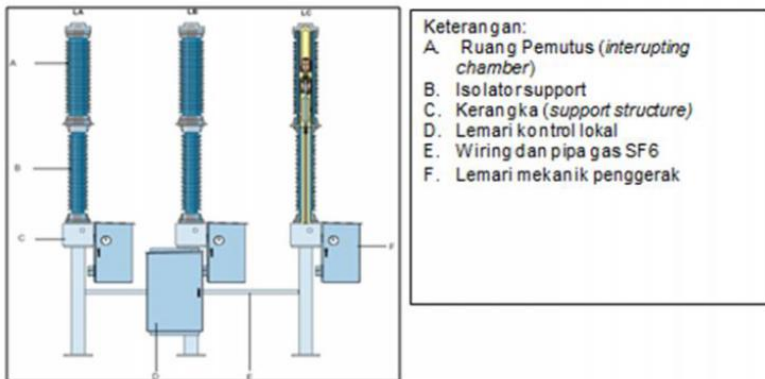 LA LB LC
A
B
C
F
D
E
Keterangan:
A. Ruang Pemutus (interupting
chamber)
B. Isolator support
C. Kerangka (support structure)
D. Lemari kontrol lokal
E. Wiring dan pipa gas SF6
F. Lemari mekanik penggerak